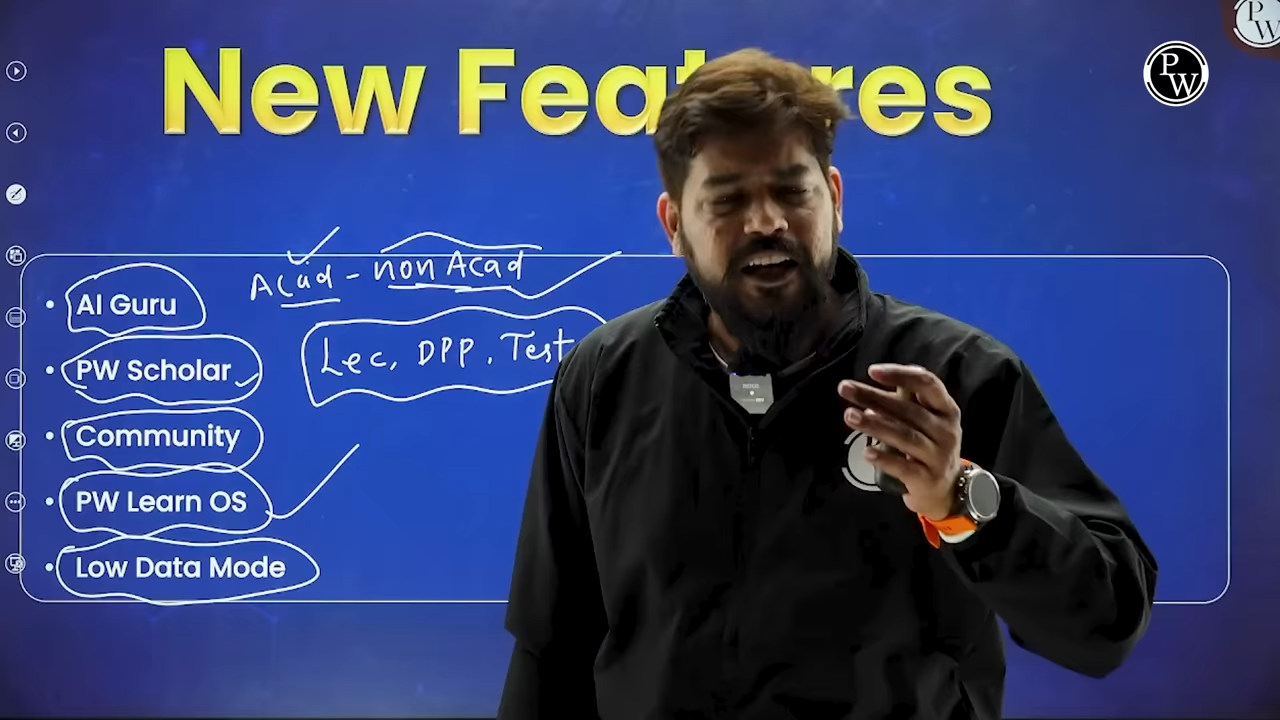 New Features
PW
PW
• AI Guru
Acad - non Acad
• PW Scholar
Lec, DPP, Test
• Community
• PW Learn OS
• Low Data Mode